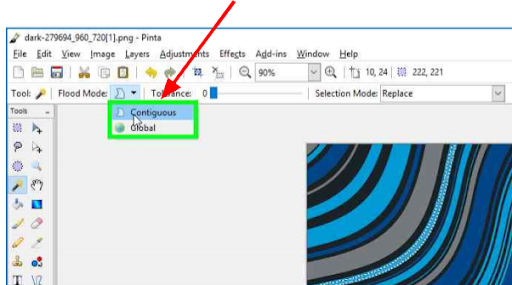 dark-279694_960_720[1].png - Pinta
File Edit View Image Layers Adjustments Effects Add-ins Window Help
90% 10, 24 222, 221
Tool: Flood Mode: Tolerance: 0 Selection Mode: Replace
Tools
Contiguous
Global